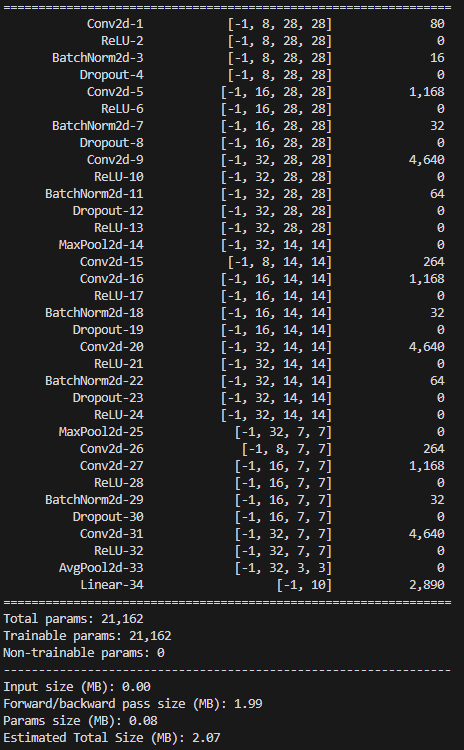 ================================================================
Conv2d-1 [-1, 8, 28, 28] 80
ReLU-2 [-1, 8, 28, 28] 0
BatchNorm2d-3 [-1, 8, 28, 28] 16
Dropout-4 [-1, 8, 28, 28] 0
Conv2d-5 [-1, 16, 28, 28] 1,168
ReLU-6 [-1, 16, 28, 28] 0
BatchNorm2d-7 [-1, 16, 28, 28] 32
Dropout-8 [-1, 16, 28, 28] 0
Conv2d-9 [-1, 32, 28, 28] 4,640
ReLU-10 [-1, 32, 28, 28] 0
BatchNorm2d-11 [-1, 32, 28, 28] 64
Dropout-12 [-1, 32, 28, 28] 0
ReLU-13 [-1, 32, 28, 28] 0
MaxPool2d-14 [-1, 32, 14, 14] 0
Conv2d-15 [-1, 8, 14, 14] 264
Conv2d-16 [-1, 16, 14, 14] 1,168
ReLU-17 [-1, 16, 14, 14] 0
BatchNorm2d-18 [-1, 16, 14, 14] 32
Dropout-19 [-1, 16, 14, 14] 0
Conv2d-20 [-1, 32, 14, 14] 4,640
ReLU-21 [-1, 32, 14, 14] 0
BatchNorm2d-22 [-1, 32, 14, 14] 64
Dropout-23 [-1, 32, 14, 14] 0
ReLU-24 [-1, 32, 14, 14] 0
MaxPool2d-25 [-1, 32, 7, 7] 0
Conv2d-26 [-1, 8, 7, 7] 264
Conv2d-27 [-1, 16, 7, 7] 1,168
ReLU-28 [-1, 16, 7, 7] 0
BatchNorm2d-29 [-1, 16, 7, 7] 32
Dropout-30 [-1, 16, 7, 7] 0
Conv2d-31 [-1, 32, 7, 7] 4,640
ReLU-32 [-1, 32, 7, 7] 0
AvgPool2d-33 [-1, 32, 3, 3] 0
Linear-34 [-1, 10] 2,890
================================================================
Total params: 21,162
Trainable params: 21,162
Non-trainable params: 0
----------------------------------------------------------------
Input size (MB): 0.00
Forward/backward pass size (MB): 1.99
Params size (MB): 0.08
Estimated Total Size (MB): 2.07